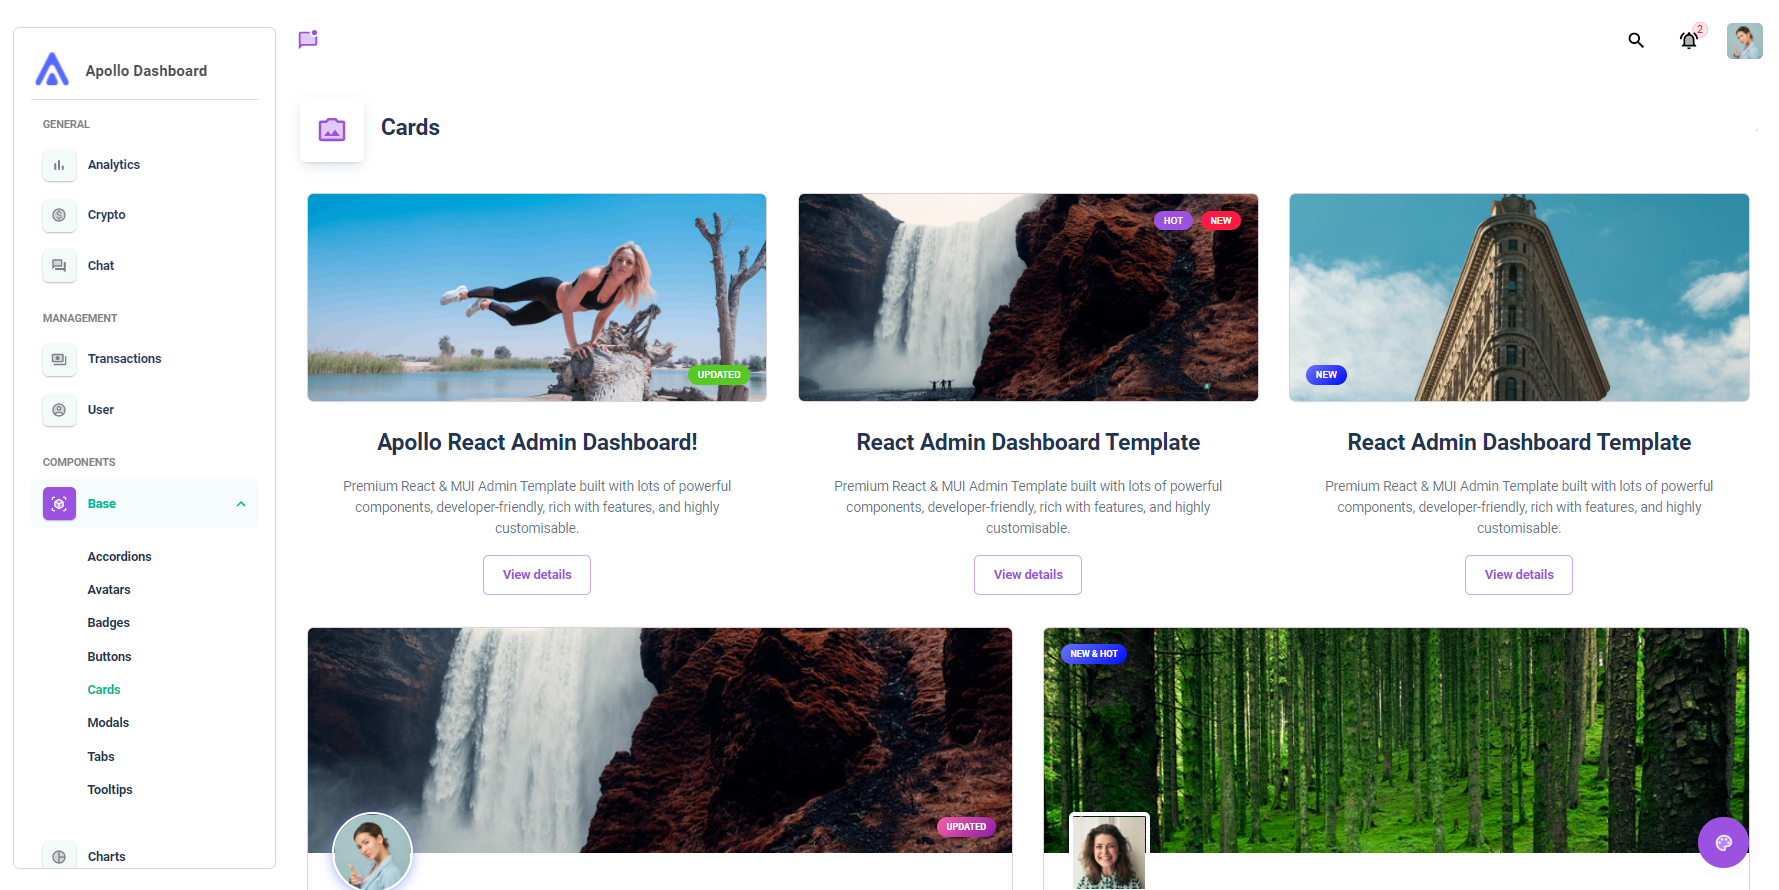 Apollo Dashboard
2
GENERAL
Analytics
Crypto
Chat
MANAGEMENT
Transactions
User
COMPONENTS
Base
Accordions
Avatars
Badges
Buttons
Cards
Modals
Tabs
Tooltips
Charts
Cards
UPDATED
Apollo React Admin Dashboard!
Premium React & MUI Admin Template built with lots of powerful
components, developer-friendly, rich with features, and highly
customisable.
View details
HOT NEW
React Admin Dashboard Template
Premium React & MUI Admin Template built with lots of powerful
components, developer-friendly, rich with features, and highly
customisable.
View details
NEW
React Admin Dashboard Template
Premium React & MUI Admin Template built with lots of powerful
components, developer-friendly, rich with features, and highly
customisable.
View details
UPDATED
NEW & HOT